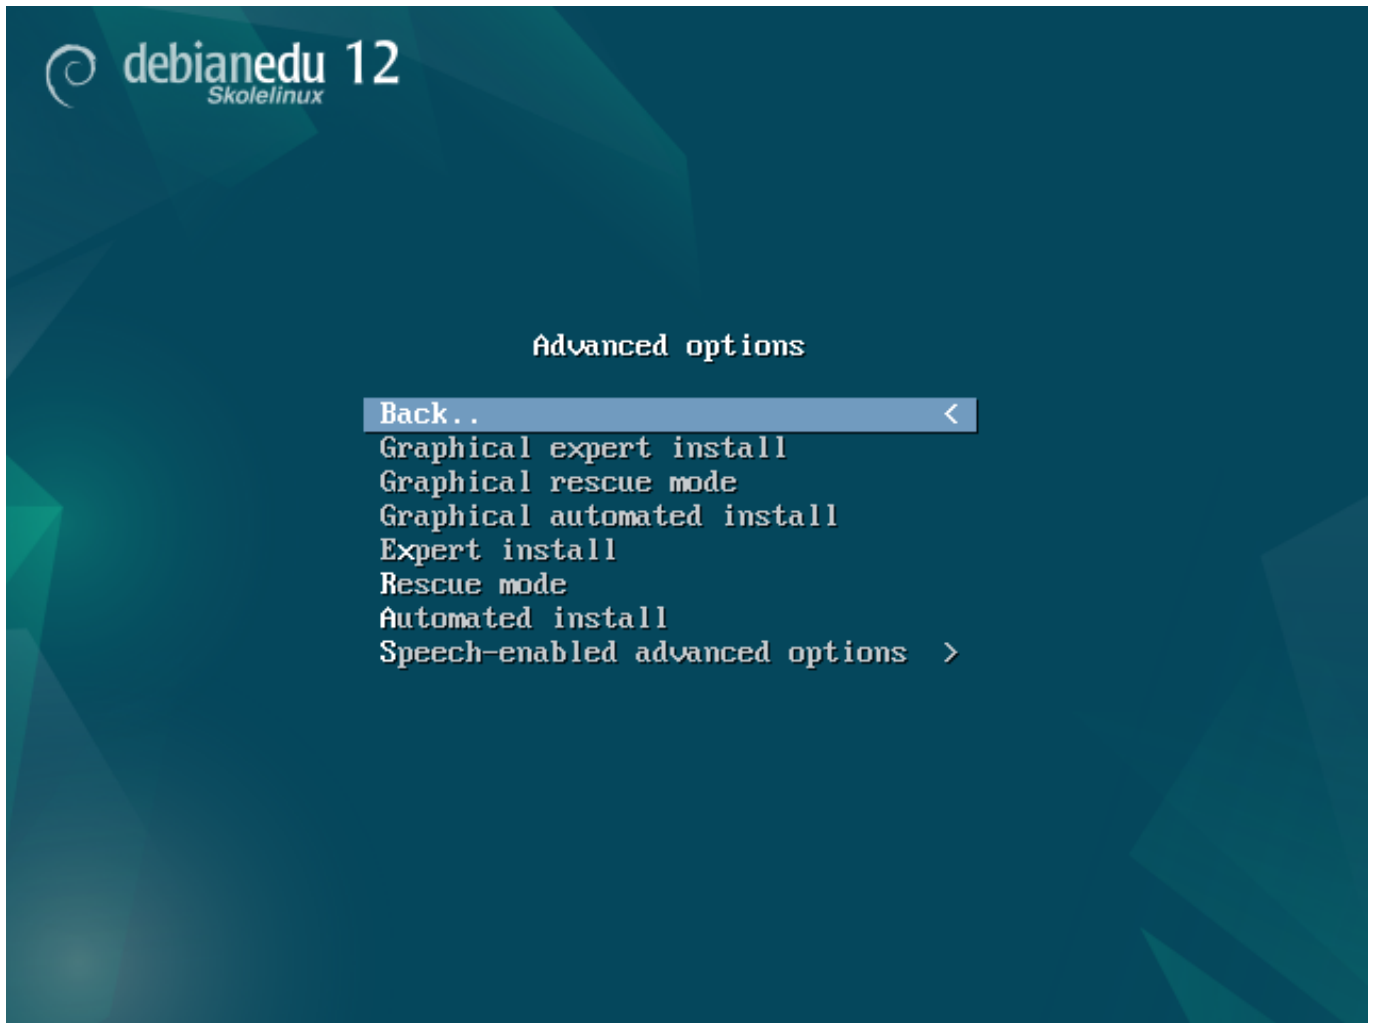 debianedu 12
Skolelinux
Advanced options
Back.. <
Graphical expert install
Graphical rescue mode
Graphical automated install
Expert install
Rescue mode
Automated install
Speech-enabled advanced options >